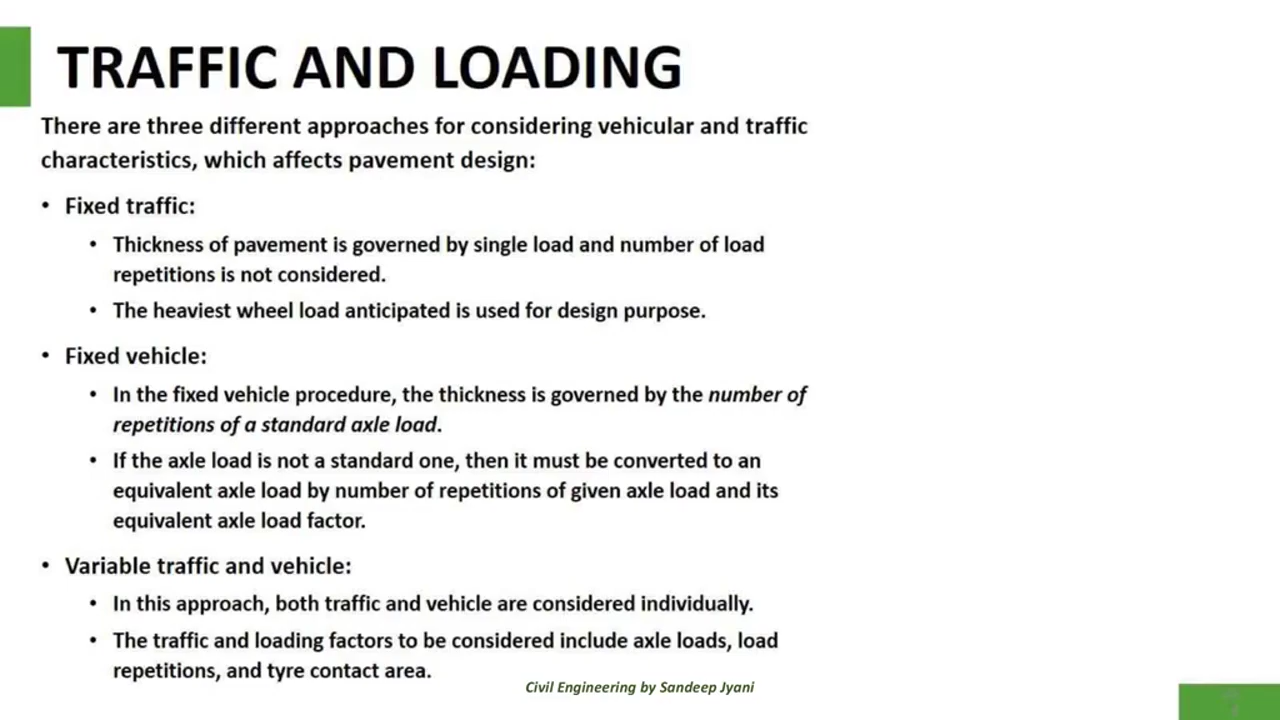 TRAFFIC AND LOADING
There are three different approaches for considering vehicular and traffic
characteristics, which affects pavement design:
• Fixed traffic:
• Thickness of pavement is governed by single load and number of load
repetitions is not considered.
• The heaviest wheel load anticipated is used for design purpose.
• Fixed vehicle:
• In the fixed vehicle procedure, the thickness is governed by the number of
repetitions of a standard axle load.
• If the axle load is not a standard one, then it must be converted to an
equivalent axle load by number of repetitions of given axle load and its
equivalent axle load factor.
• Variable traffic and vehicle:
• In this approach, both traffic and vehicle are considered individually.
• The traffic and loading factors to be considered include axle loads, load
repetitions, and tyre contact area.
Civil Engineering by Sandeep Jyani